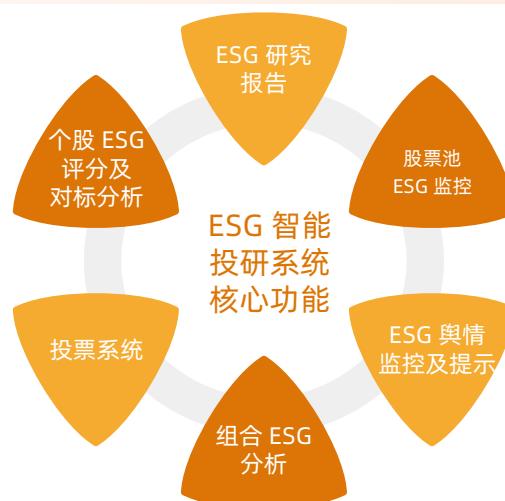 ESG 研究
报告
个股 ESG
评分及
对标分析
股票池
ESG 监控
ESG 智能
投研系统
核心功能
投票系统
ESG 舆情
监控及提示
组合 ESG
分析